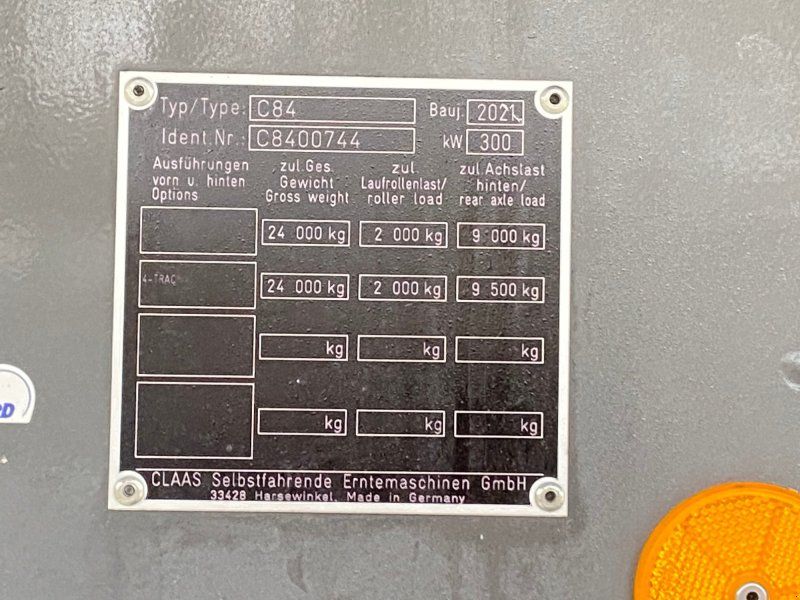 Typ/Type: C84 Bauj. 2021
Ident.Nr.: C8400744 kW 300
Ausführungen vorn u. hinten Options
zul.Ges. Gewicht Gross weight
zul. Laufrollenlast/ roller load
zul.Achslast hinten/ rear axle load
24 000 kg 2 000 kg 9 000 kg
4-TRAC 24 000 kg 2 000 kg 9 500 kg
kg kg kg
kg kg kg
CLAAS Selbstfahrende Erntemaschinen GmbH
33428 Harsewinkel, Made in Germany